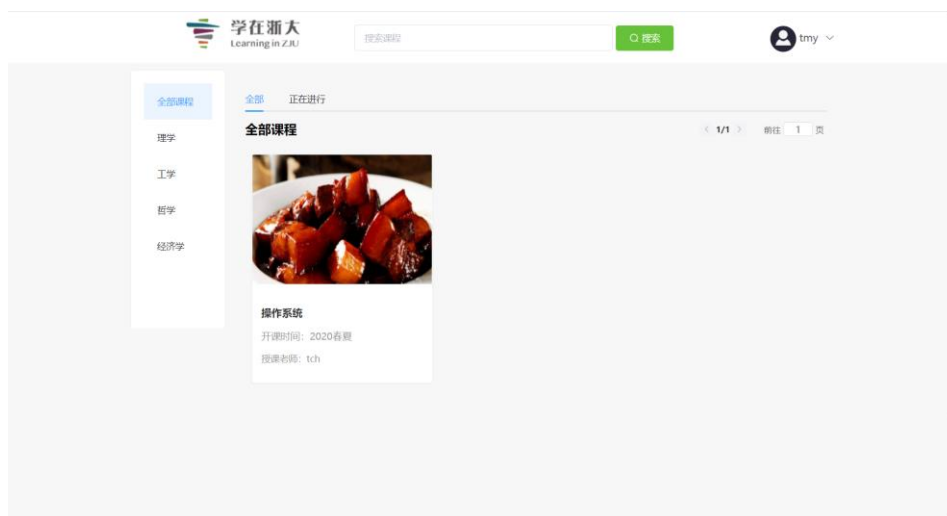 学在浙大
Learning in ZJU
搜索课程
搜索
tmy
全部课程
理学
工学
哲学
经济学
全部 正在进行
全部课程
1/1 前往 1 页
操作系统
开课时间：2020春夏
授课老师：tch